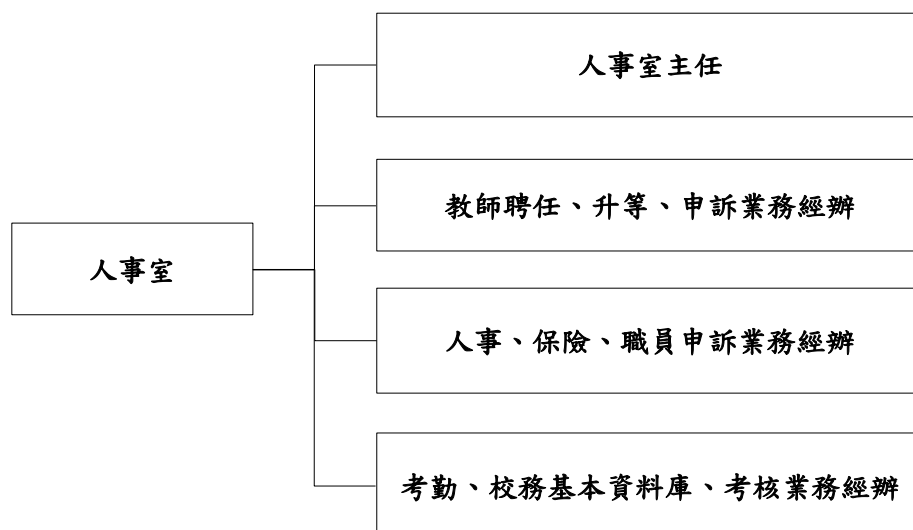 人事室主任
教師聘任、升等、申訴業務經辦
人事室
人事、保險、職員申訴業務經辦
考勤、校務基本資料庫、考核業務經辦